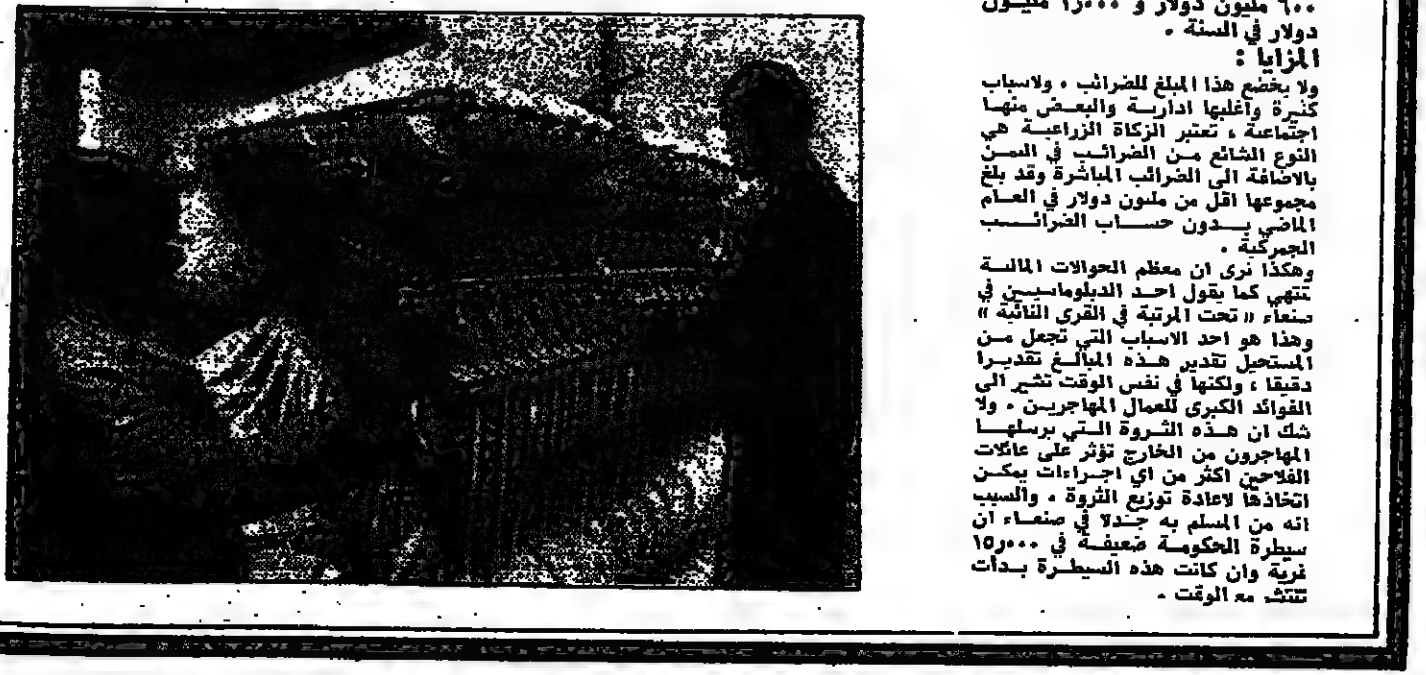 ٦٠٠ مليون دولار و ١٫٠٠٠ مليون
دولار في السنة .
المزايا :
ولا يخضع هذا المبلغ للضرائب ، ولاسباب
كثيرة واغلبها ادارية والبعض منها
اجتماعية ، تعتبر الزكاة الزراعية هي
النوع الشائع من الضرائب في اليمن
بالاضافة الى الضرائب المباشرة وقد بلغ
مجموعها اقل من مليون دولار في العام
الماضي بدون حساب الضرائب
الجمركية .
وهكذا نرى ان معظم الحوالات المالية
تنتهي كما يقول احد الدبلوماسيين في
صنعاء « تحت المرتبة في القرى النائية »
وهذا هو احد الاسباب التي تجعل من
المستحيل تقدير هذه المبالغ تقديرا
دقيقا ، ولكنها في نفس الوقت تشير الى
الفوائد الكبرى للعمال المهاجرين . ولا
شك ان هذه الثروة التي يرسلها
المهاجرون من الخارج تؤثر على عائلات
الفلاحين اكثر من اي اجراءات يمكن
اتخاذها لاعادة توزيع الثروة . والسبب
انه من المسلم به جدلا في صنعاء ان
سيطرة الحكومة ضعيفة في ١٥٫٠٠٠
قرية وان كانت هذه السيطرة بدأت
مع الوقت .